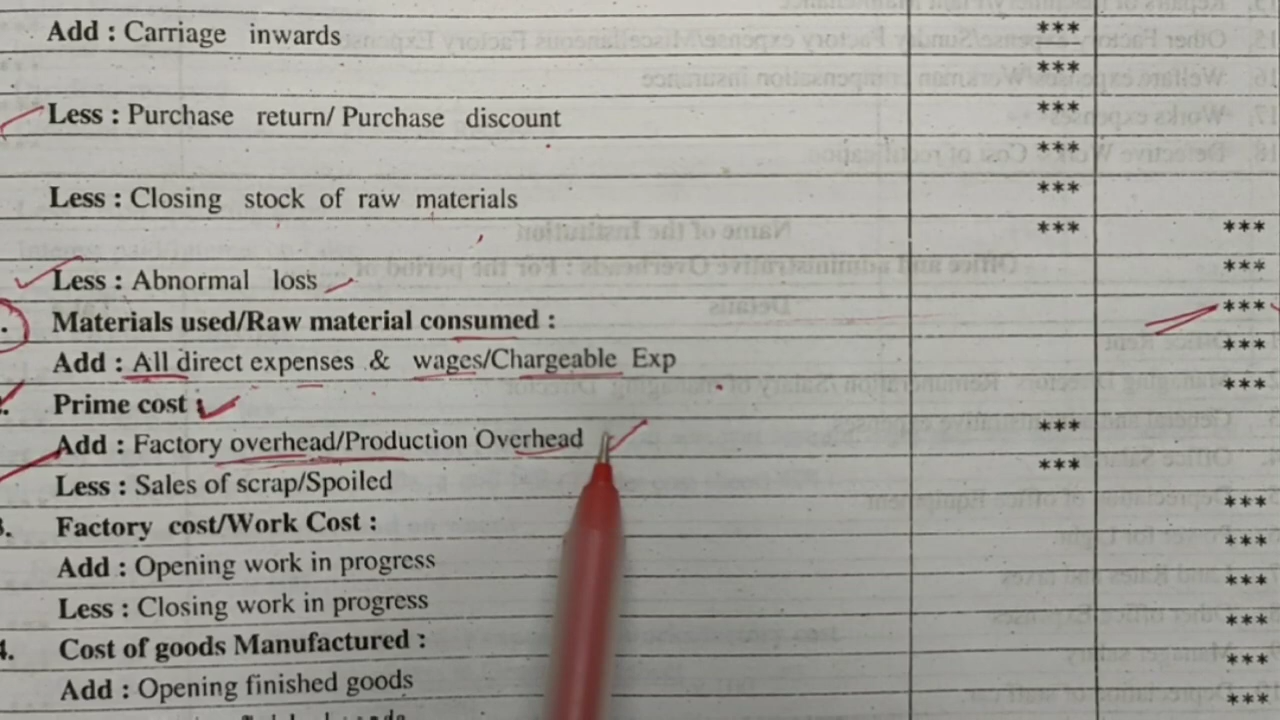 Add : Carriage inwards ***
***
Less : Purchase return/ Purchase discount ***
***
Less : Closing stock of raw materials ***
*** ***
Less : Abnormal loss ***
Materials used/Raw material consumed : ***
Add : All direct expenses & wages/Chargeable Exp ***
Prime cost : ***
Add : Factory overhead/Production Overhead ***
Less : Sales of scrap/Spoiled ***
3. Factory cost/Work Cost : ***
Add : Opening work in progress ***
Less : Closing work in progress ***
4. Cost of goods Manufactured : ***
Add : Opening finished goods ***
***